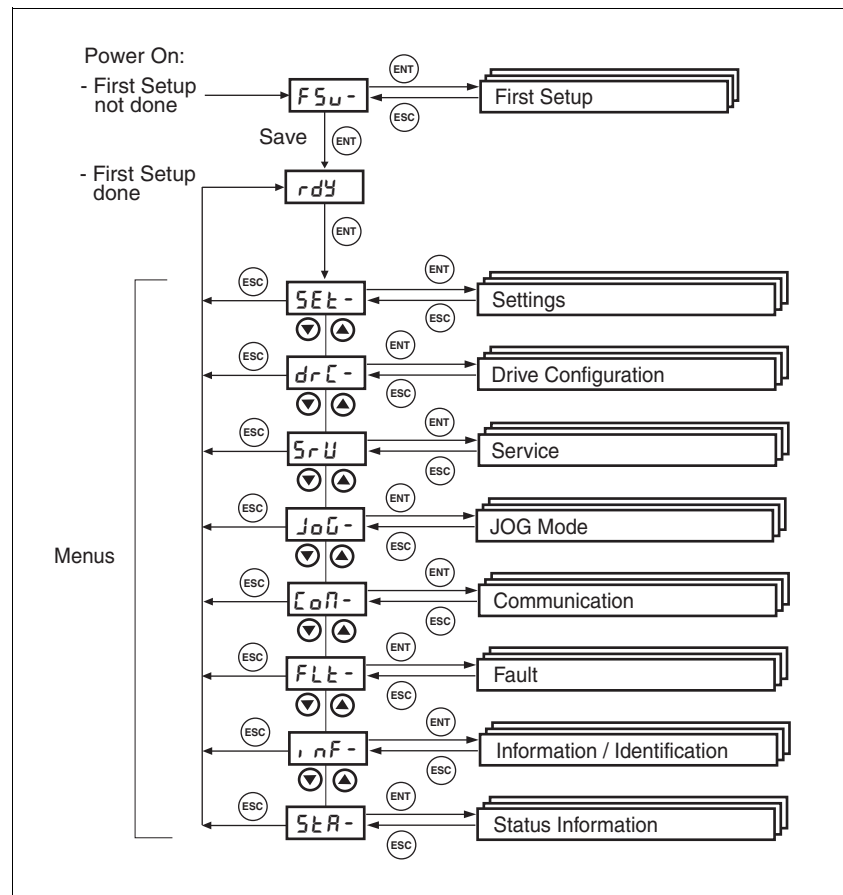 Power On:
- First Setup
not done
FSu-
ENT
ESC
First Setup
Save
ENT
- First Setup
done
rdy
ENT
Menus
ESC
SEt-
ENT
ESC
Settings
ESC
drC-
ENT
ESC
Drive Configuration
ESC
SrU
ENT
ESC
Service
ESC
JoG-
ENT
ESC
JOG Mode
ESC
CoM-
ENT
ESC
Communication
ESC
FLt-
ENT
ESC
Fault
ESC
inF-
ENT
ESC
Information / Identification
ESC
StA-
ENT
ESC
Status Information